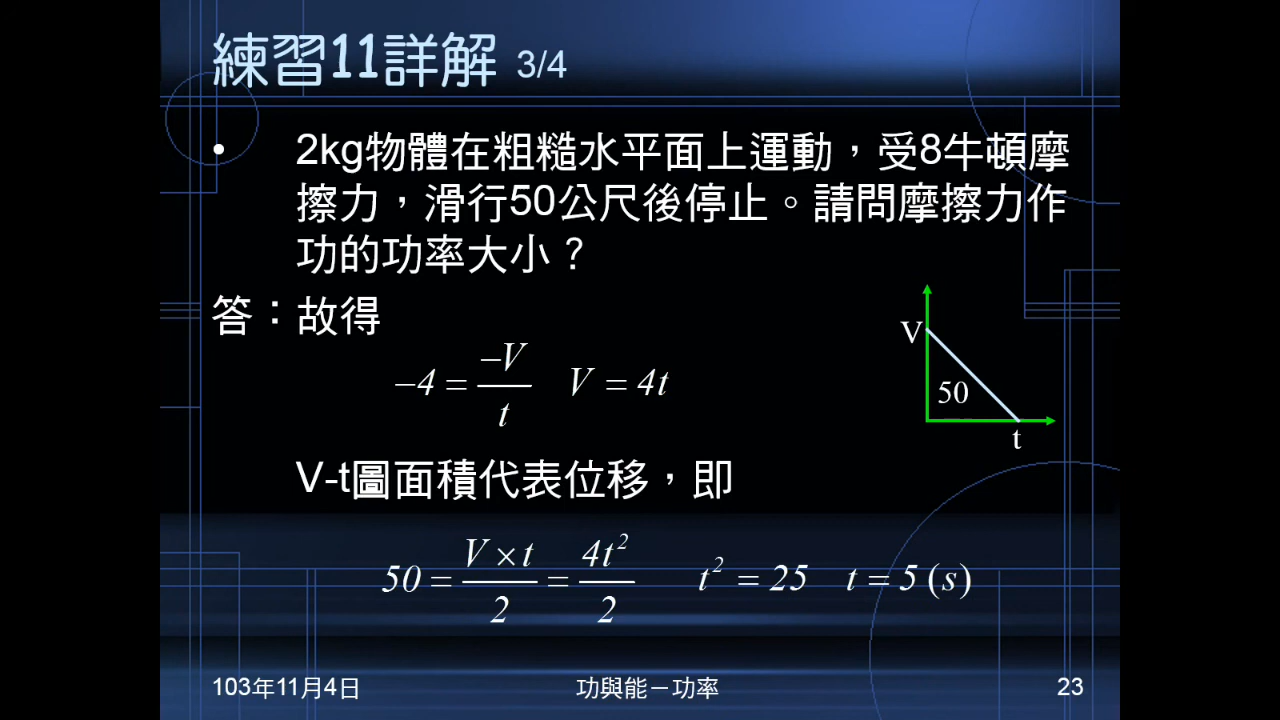 練習11詳解 3/4
• 2kg物體在粗糙水平面上運動，受8牛頓摩
擦力，滑行50公尺後停止。請問摩擦力作
功的功率大小？
答：故得
-4 = -V/t V = 4t
V
50
t
V-t圖面積代表位移，即
50 = V×t/2 = 4t²/2 t² = 25 t = 5 (s)
103年11月4日 功與能－功率 23